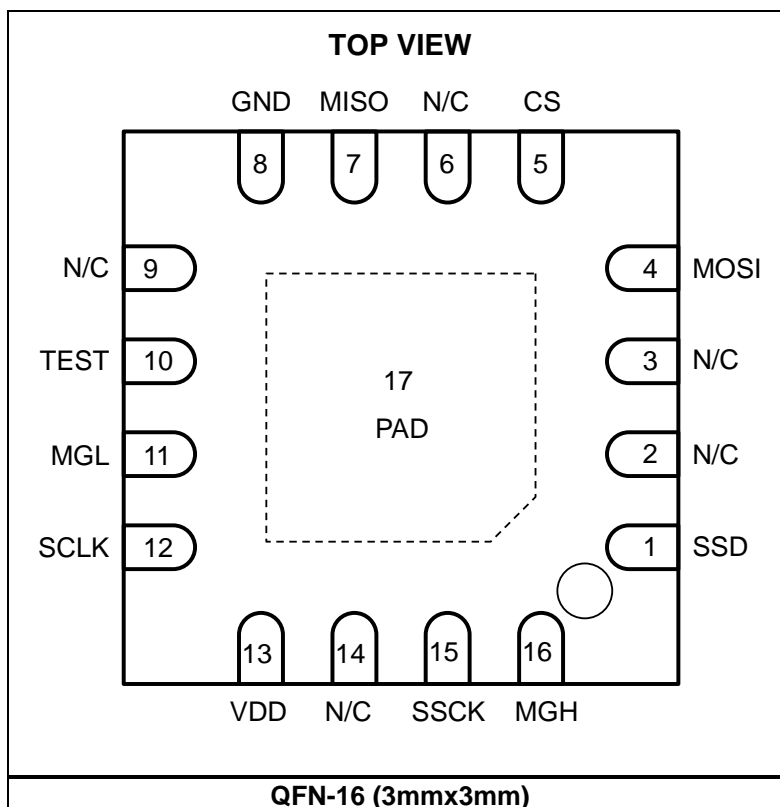 TOP VIEW
GND MISO N/C CS
8 7 6 5
N/C 9 4 MOSI
TEST 10 3 N/C
17
PAD
MGL 11 2 N/C
SCLK 12 1 SSD
13 14 15 16
VDD N/C SSCK MGH
QFN-16 (3mmx3mm)